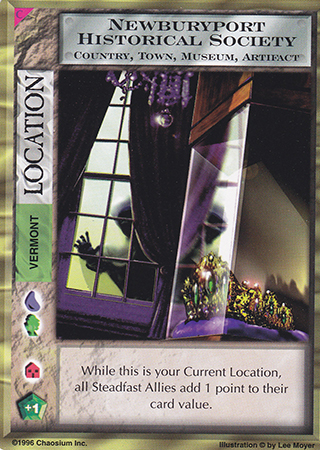 NEWBURYPORT
HISTORICAL SOCIETY
COUNTRY, TOWN, MUSEUM, ARTIFACT
LOCATION
VERMONT
+1
While this is your Current Location,
all Steadfast Allies add 1 point to their
card value.
©1996 Chaosium Inc.
Illustration © by Lee Moyer